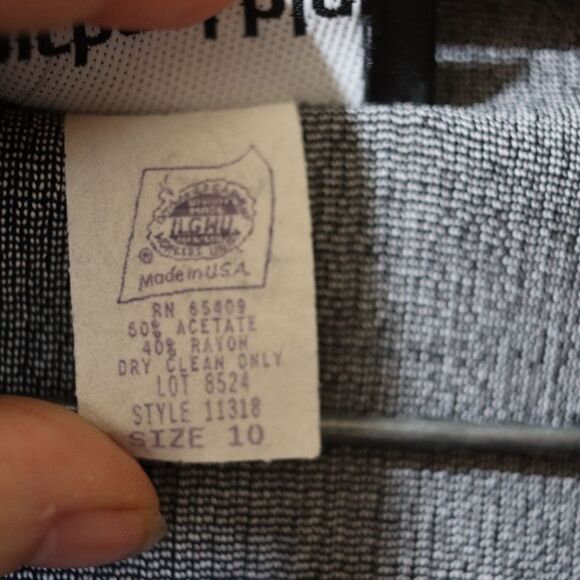 I.L.G.W.U.
®
Made in U.S.A.
RN 65409
60% ACETATE
40% RAYON
DRY CLEAN ONLY
LOT 8524
STYLE 11318
SIZE 10